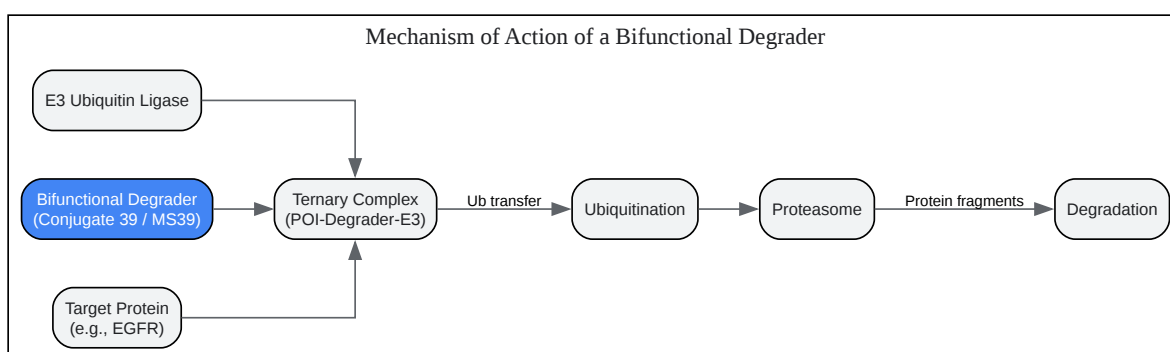 Mechanism of Action of a Bifunctional Degrader
E3 Ubiquitin Ligase
Bifunctional Degrader
(Conjugate 39 / MS39)
Target Protein
(e.g., EGFR)
Ternary Complex
(POI-Degrader-E3)
Ub transfer
Ubiquitination
Proteasome
Protein fragments
Degradation